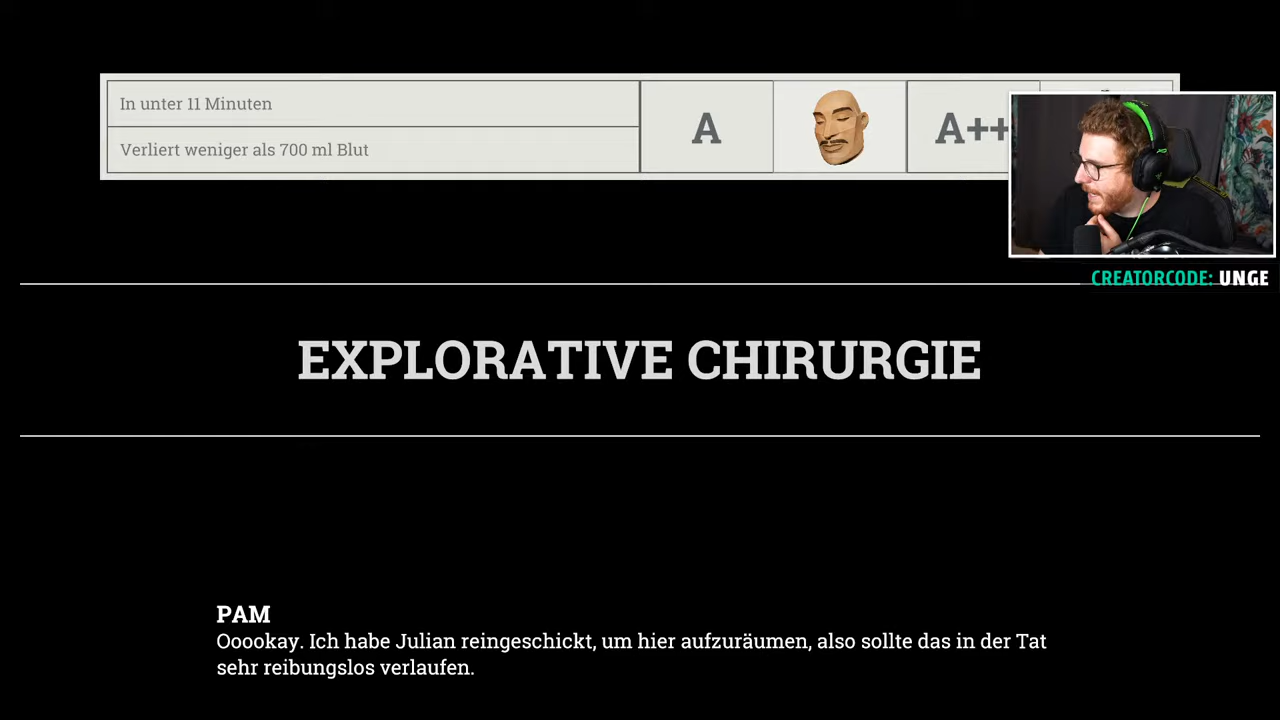 In unter 11 Minuten
Verliert weniger als 700 ml Blut
A
A++
CREATORCODE: UNGE
EXPLORATIVE CHIRURGIE
PAM
Ooookay. Ich habe Julian reingeschickt, um hier aufzuräumen, also sollte das in der Tat
sehr reibungslos verlaufen.